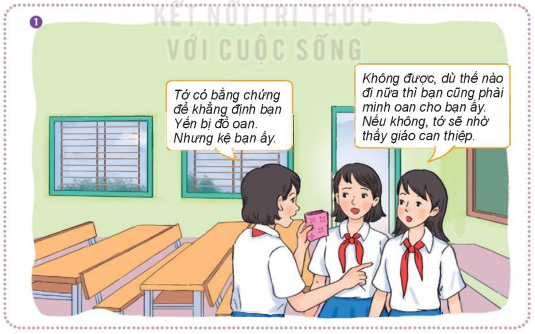 1
KẾT NỐI TRI THỨC
VỚI CUỘC SỐNG
Tớ có bằng chứng
để khẳng định bạn
Yến bị đổ oan.
Nhưng kệ bạn ấy.
Không được, dù thế nào
đi nữa thì bạn cũng phải
minh oan cho bạn ấy.
Nếu không, tớ sẽ nhờ
thầy giáo can thiệp.